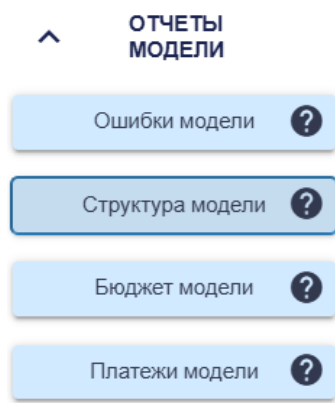 ОТЧЕТЫ
МОДЕЛИ
Ошибки модели
Структура модели
Бюджет модели
Платежи модели